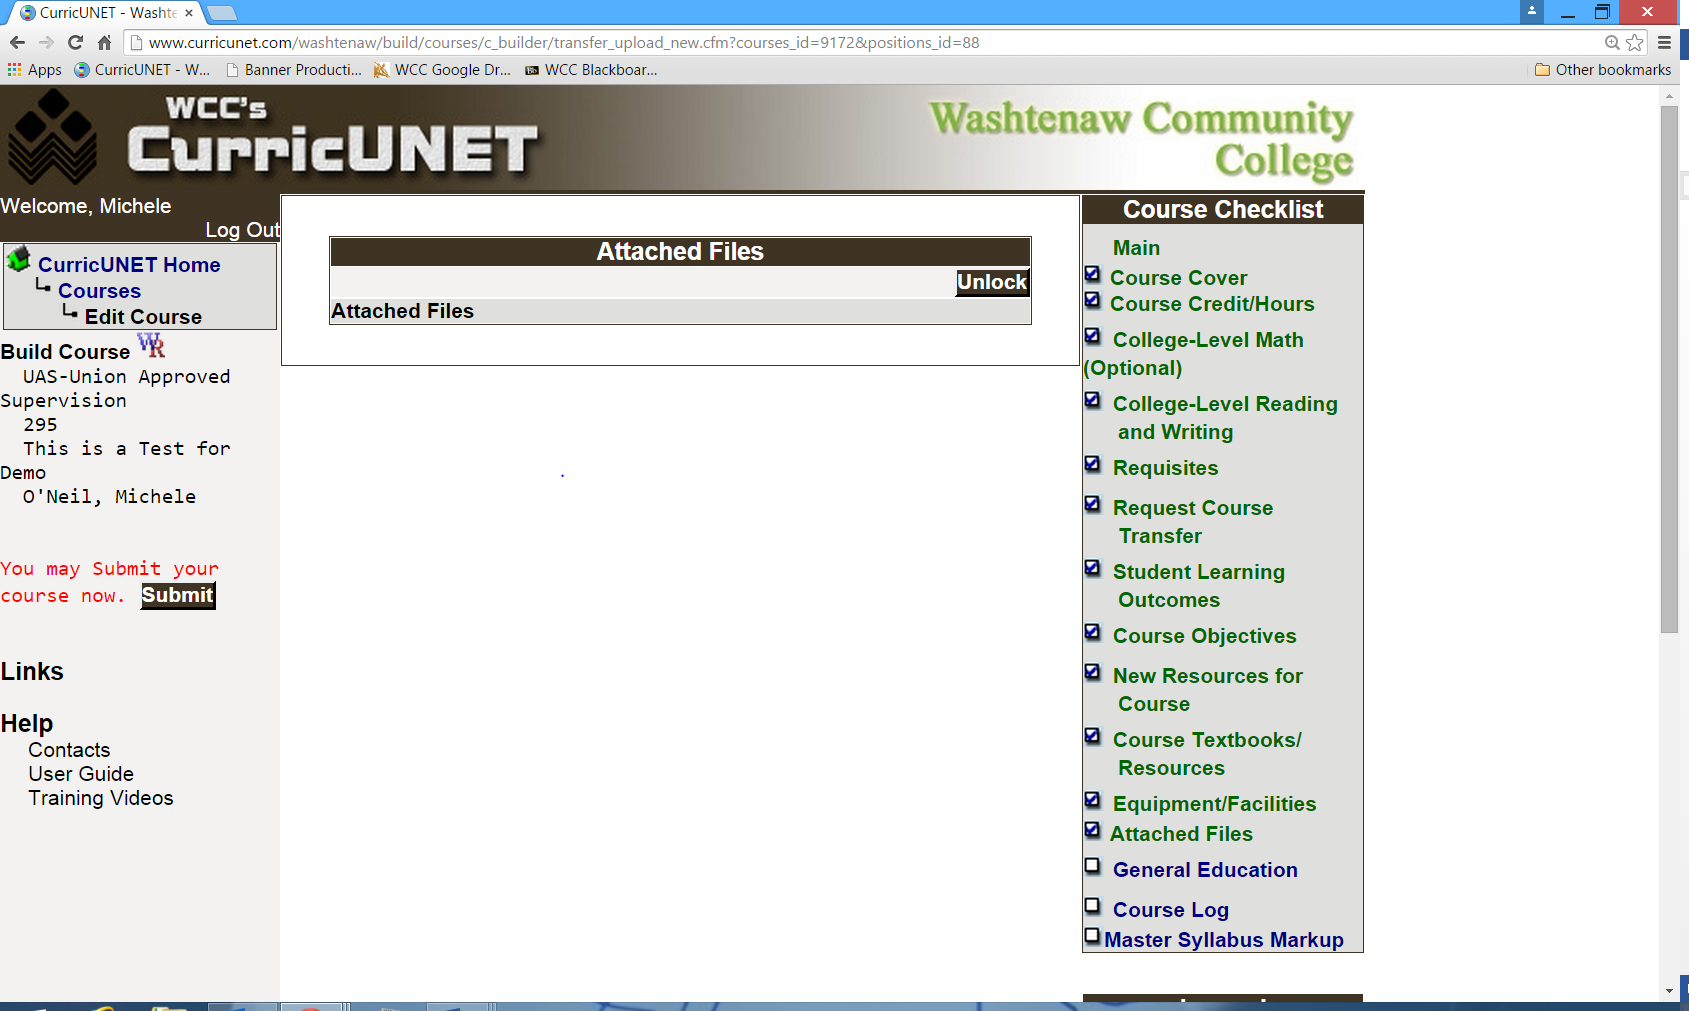 CurricUNET - Washte
www.curricunet.com/washtenaw/build/courses/c_builder/transfer_upload_new.cfm?courses_id=9172&positions_id=88
Apps CurricUNET - W... Banner Producti... WCC Google Dr... WCC Blackboar... Other bookmarks
WCC's
CurricUNET
Washtenaw Community
College
Welcome, Michele
Log Out
CurricUNET Home
Courses
Edit Course
Build Course WR
UAS-Union Approved
Supervision
295
This is a Test for
Demo
O'Neil, Michele
You may Submit your
course now. Submit
Links
Help
Contacts
User Guide
Training Videos
Attached Files
Unlock
Attached Files
Course Checklist
Main
Course Cover
Course Credit/Hours
College-Level Math
(Optional)
College-Level Reading
and Writing
Requisites
Request Course
Transfer
Student Learning
Outcomes
Course Objectives
New Resources for
Course
Course Textbooks/
Resources
Equipment/Facilities
Attached Files
General Education
Course Log
Master Syllabus Markup